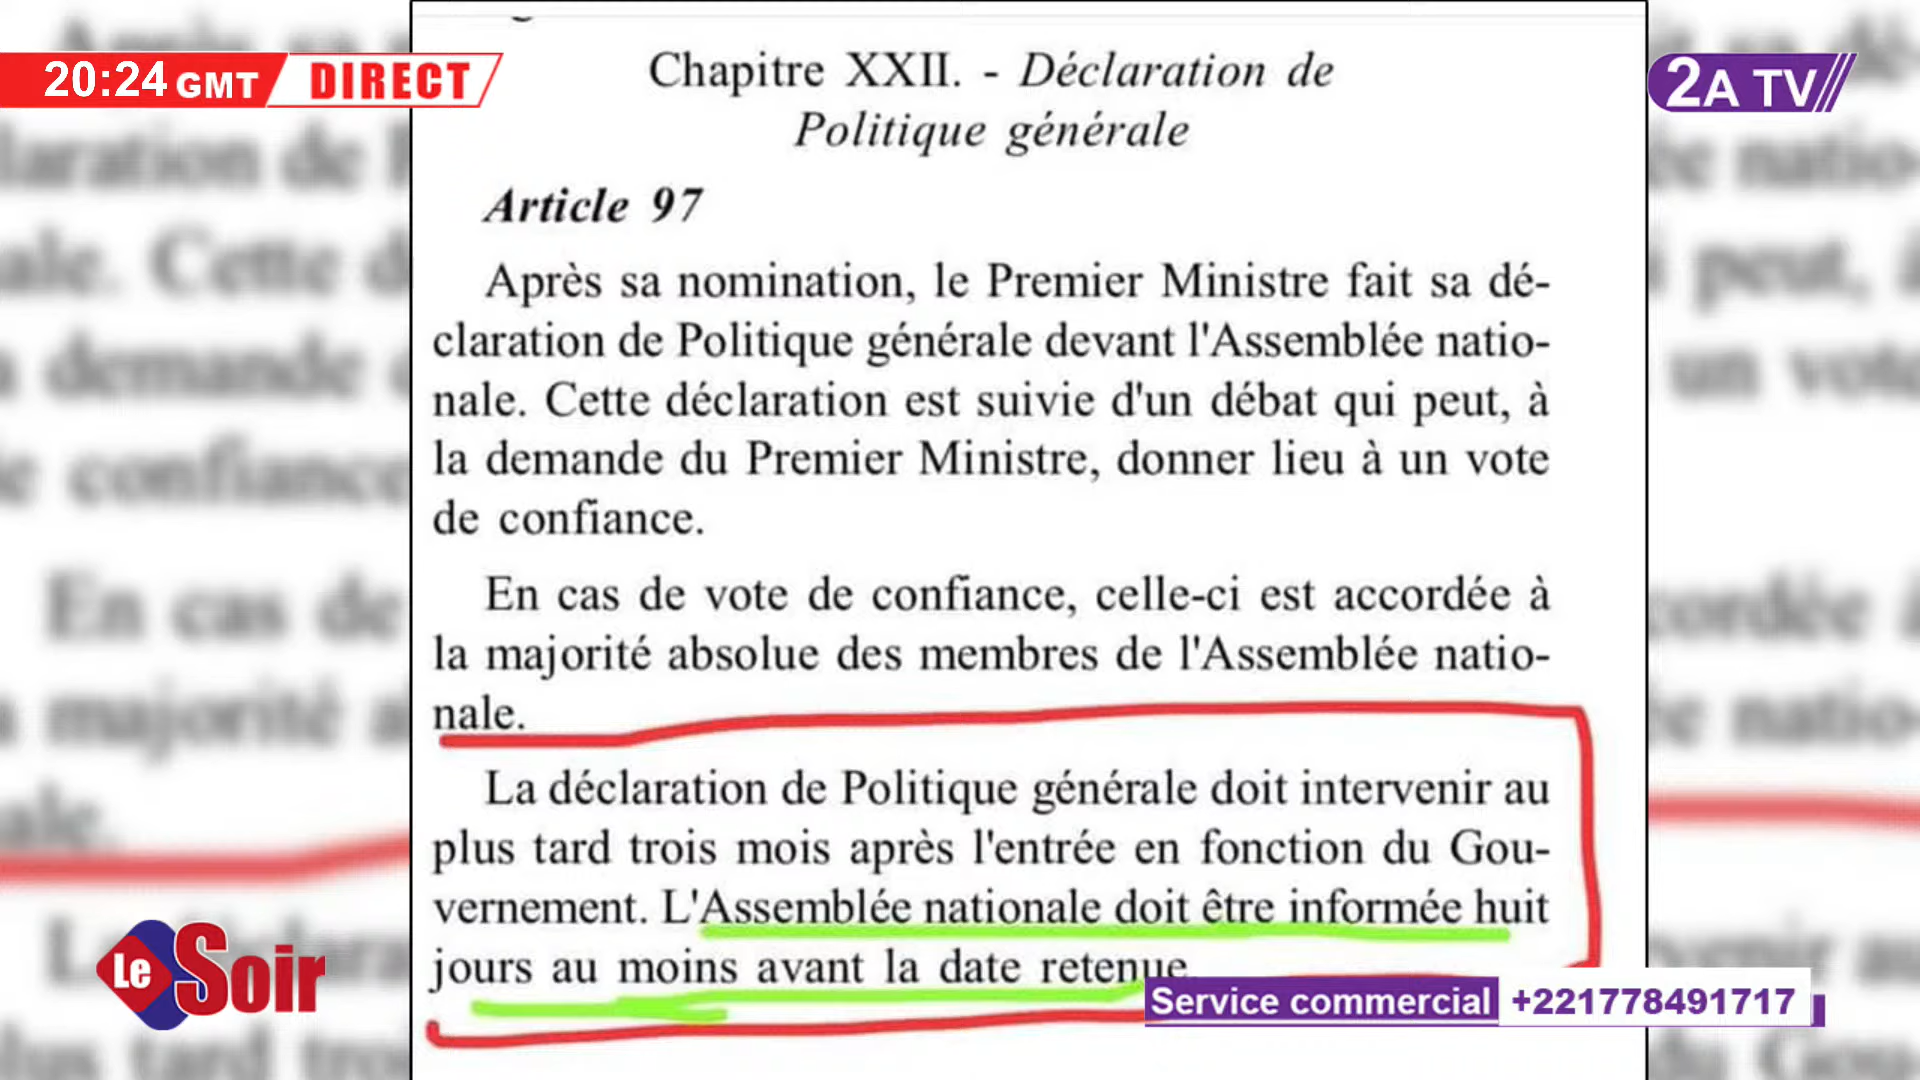 20:24 GMT DIRECT
2A TV
Chapitre XXII. - Déclaration de
Politique générale
Article 97
Après sa nomination, le Premier Ministre fait sa dé-
claration de Politique générale devant l'Assemblée natio-
nale. Cette déclaration est suivie d'un débat qui peut, à
la demande du Premier Ministre, donner lieu à un vote
de confiance.
En cas de vote de confiance, celle-ci est accordée à
la majorité absolue des membres de l'Assemblée natio-
nale.
La déclaration de Politique générale doit intervenir au
plus tard trois mois après l'entrée en fonction du Gou-
vernement. L'Assemblée nationale doit être informée huit
jours au moins avant la date retenue.
Le Soir
Service commercial +221778491717